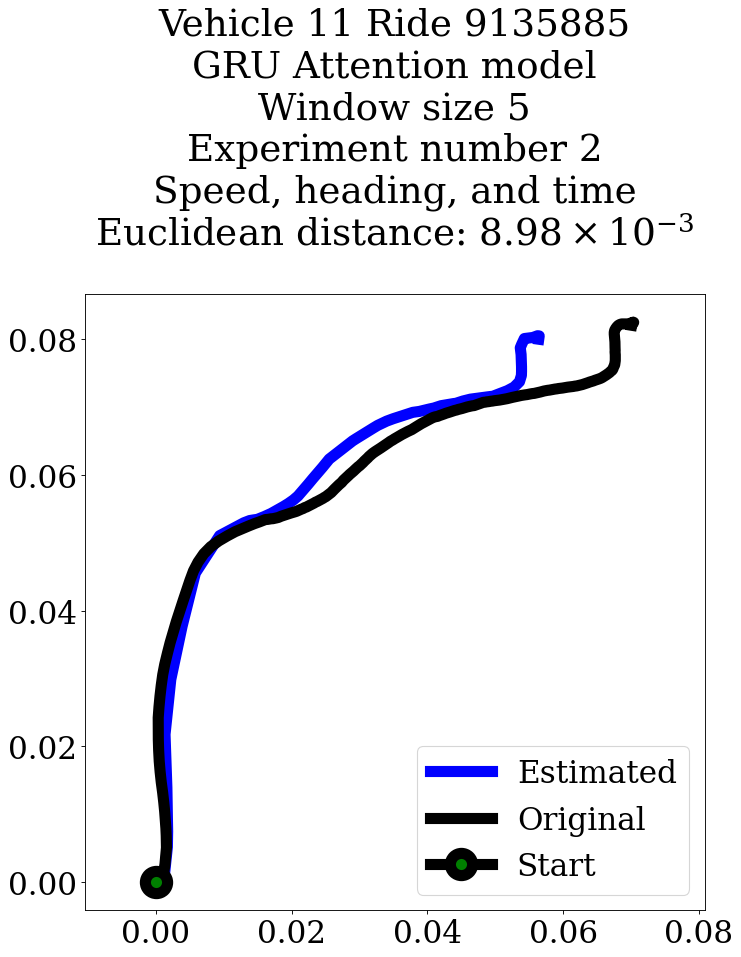 Vehicle 11 Ride 9135885
GRU Attention model
Window size 5
Experiment number 2
Speed, heading, and time
Euclidean distance: 8.98 × 10⁻³
0.08
0.06
0.04
0.02
0.00
Estimated
Original
Start
0.00 0.02 0.04 0.06 0.08